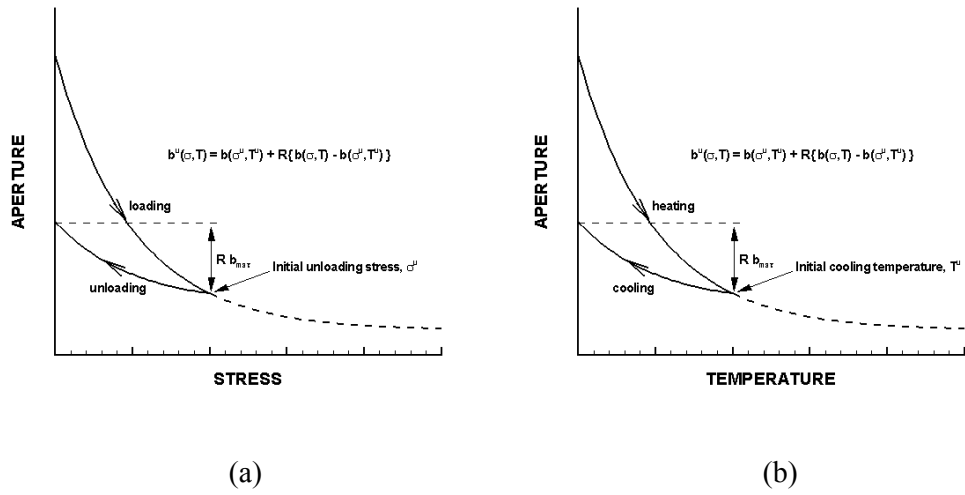 APERTURE
b^u(σ,T) = b(σ^u,T^u) + R{ b(σ,T) - b(σ^u,T^u) }
loading
R b_max
Initial unloading stress, σ^u
unloading
STRESS
(a)
APERTURE
b^u(σ,T) = b(σ^u,T^u) + R{ b(σ,T) - b(σ^u,T^u) }
heating
R b_max
Initial cooling temperature, T^u
cooling
TEMPERATURE
(b)